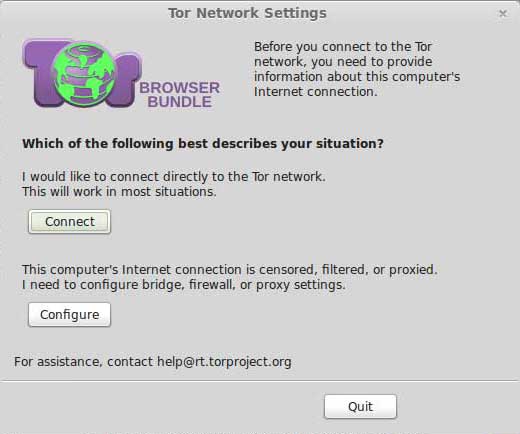 Tor Network Settings
Tor
BROWSER
BUNDLE
Before you connect to the Tor
network, you need to provide
information about this computer's
Internet connection.
Which of the following best describes your situation?
I would like to connect directly to the Tor network.
This will work in most situations.
Connect
This computer's Internet connection is censored, filtered, or proxied.
I need to configure bridge, firewall, or proxy settings.
Configure
For assistance, contact help@rt.torproject.org
Quit